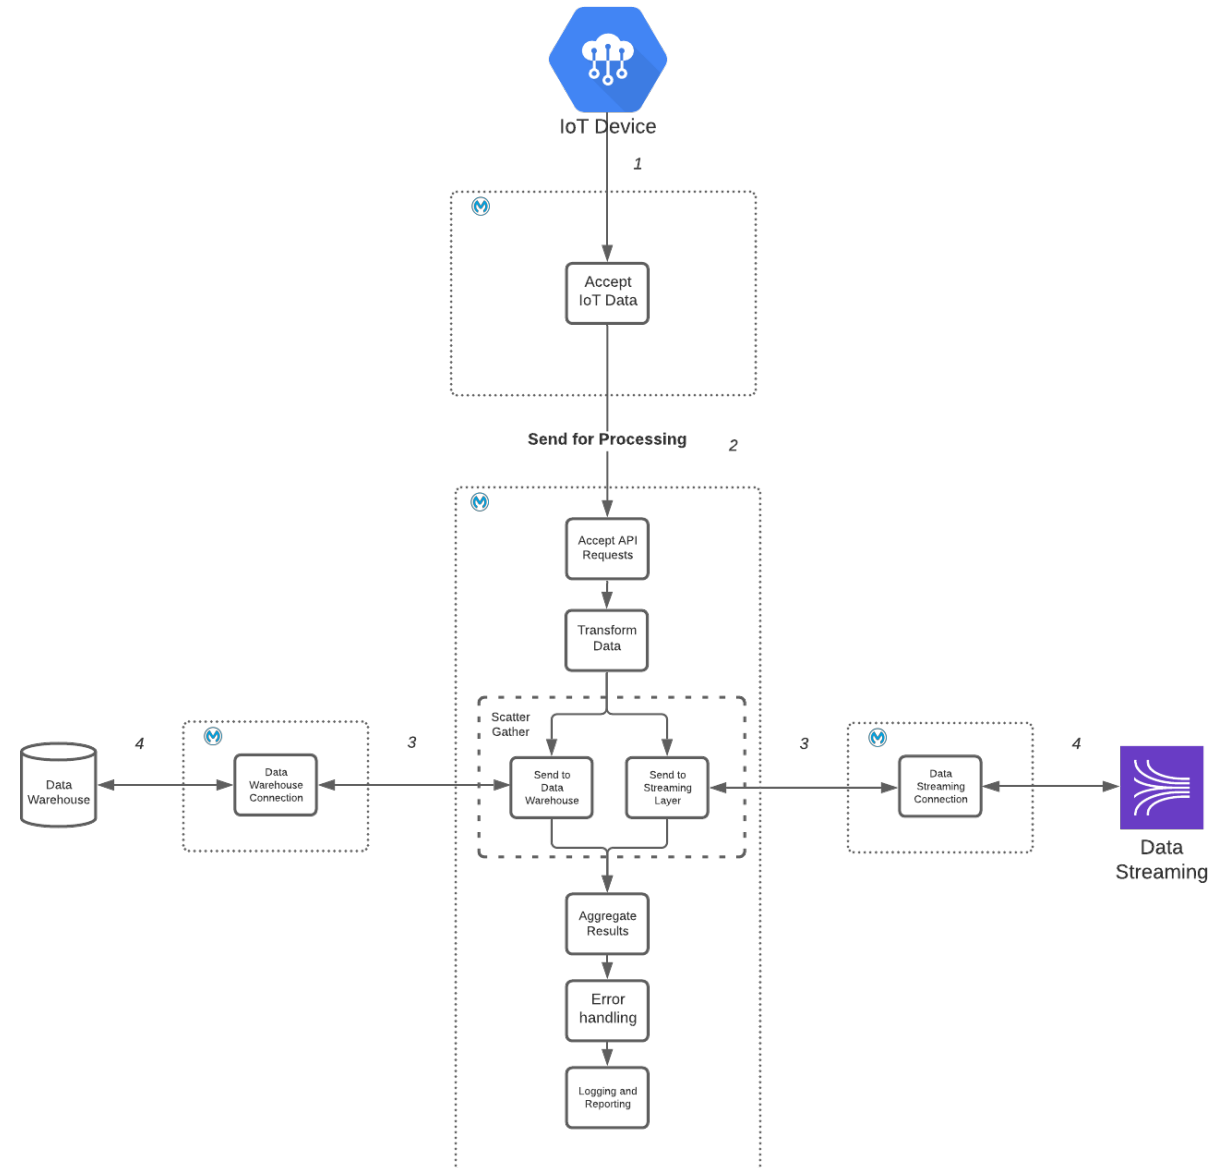 IoT Device
1
Accept
IoT Data
Send for Processing
2
Accept API
Requests
Transform
Data
Scatter
Gather
Data
Warehouse
4
Data
Warehouse
Connection
3
Send to
Data
Warehouse
Send to
Streaming
Layer
3
Data
Streaming
Connection
4
Data
Streaming
Aggregate
Results
Error
handling
Logging and
Reporting